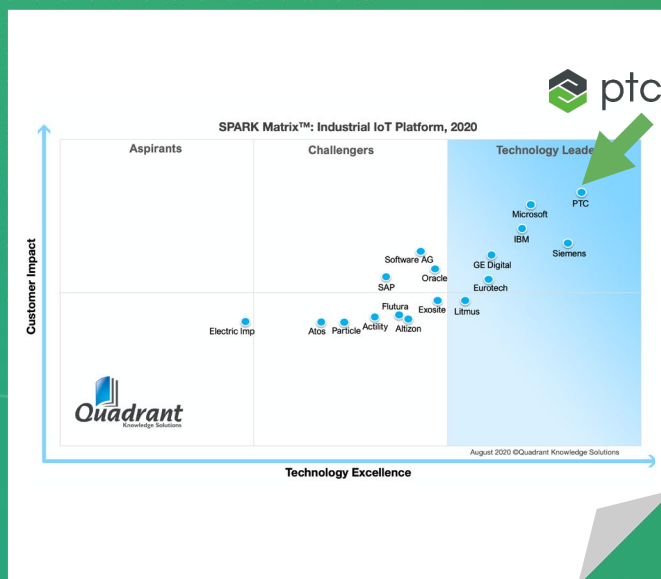 ptc
SPARK Matrix™: Industrial IoT Platform, 2020
Aspirants
Challengers
Technology Leade
PTC
Microsoft
IBM
Siemens
Software AG
GE Digital
Oracle
SAP
Eurotech
Flutura
Exosite
Litmus
Electric Imp
Atos
Particle
Actility
Altizon
Customer Impact
Quadrant
Knowledge Solutions
August 2020 ©Quadrant Knowledge Solutions
Technology Excellence